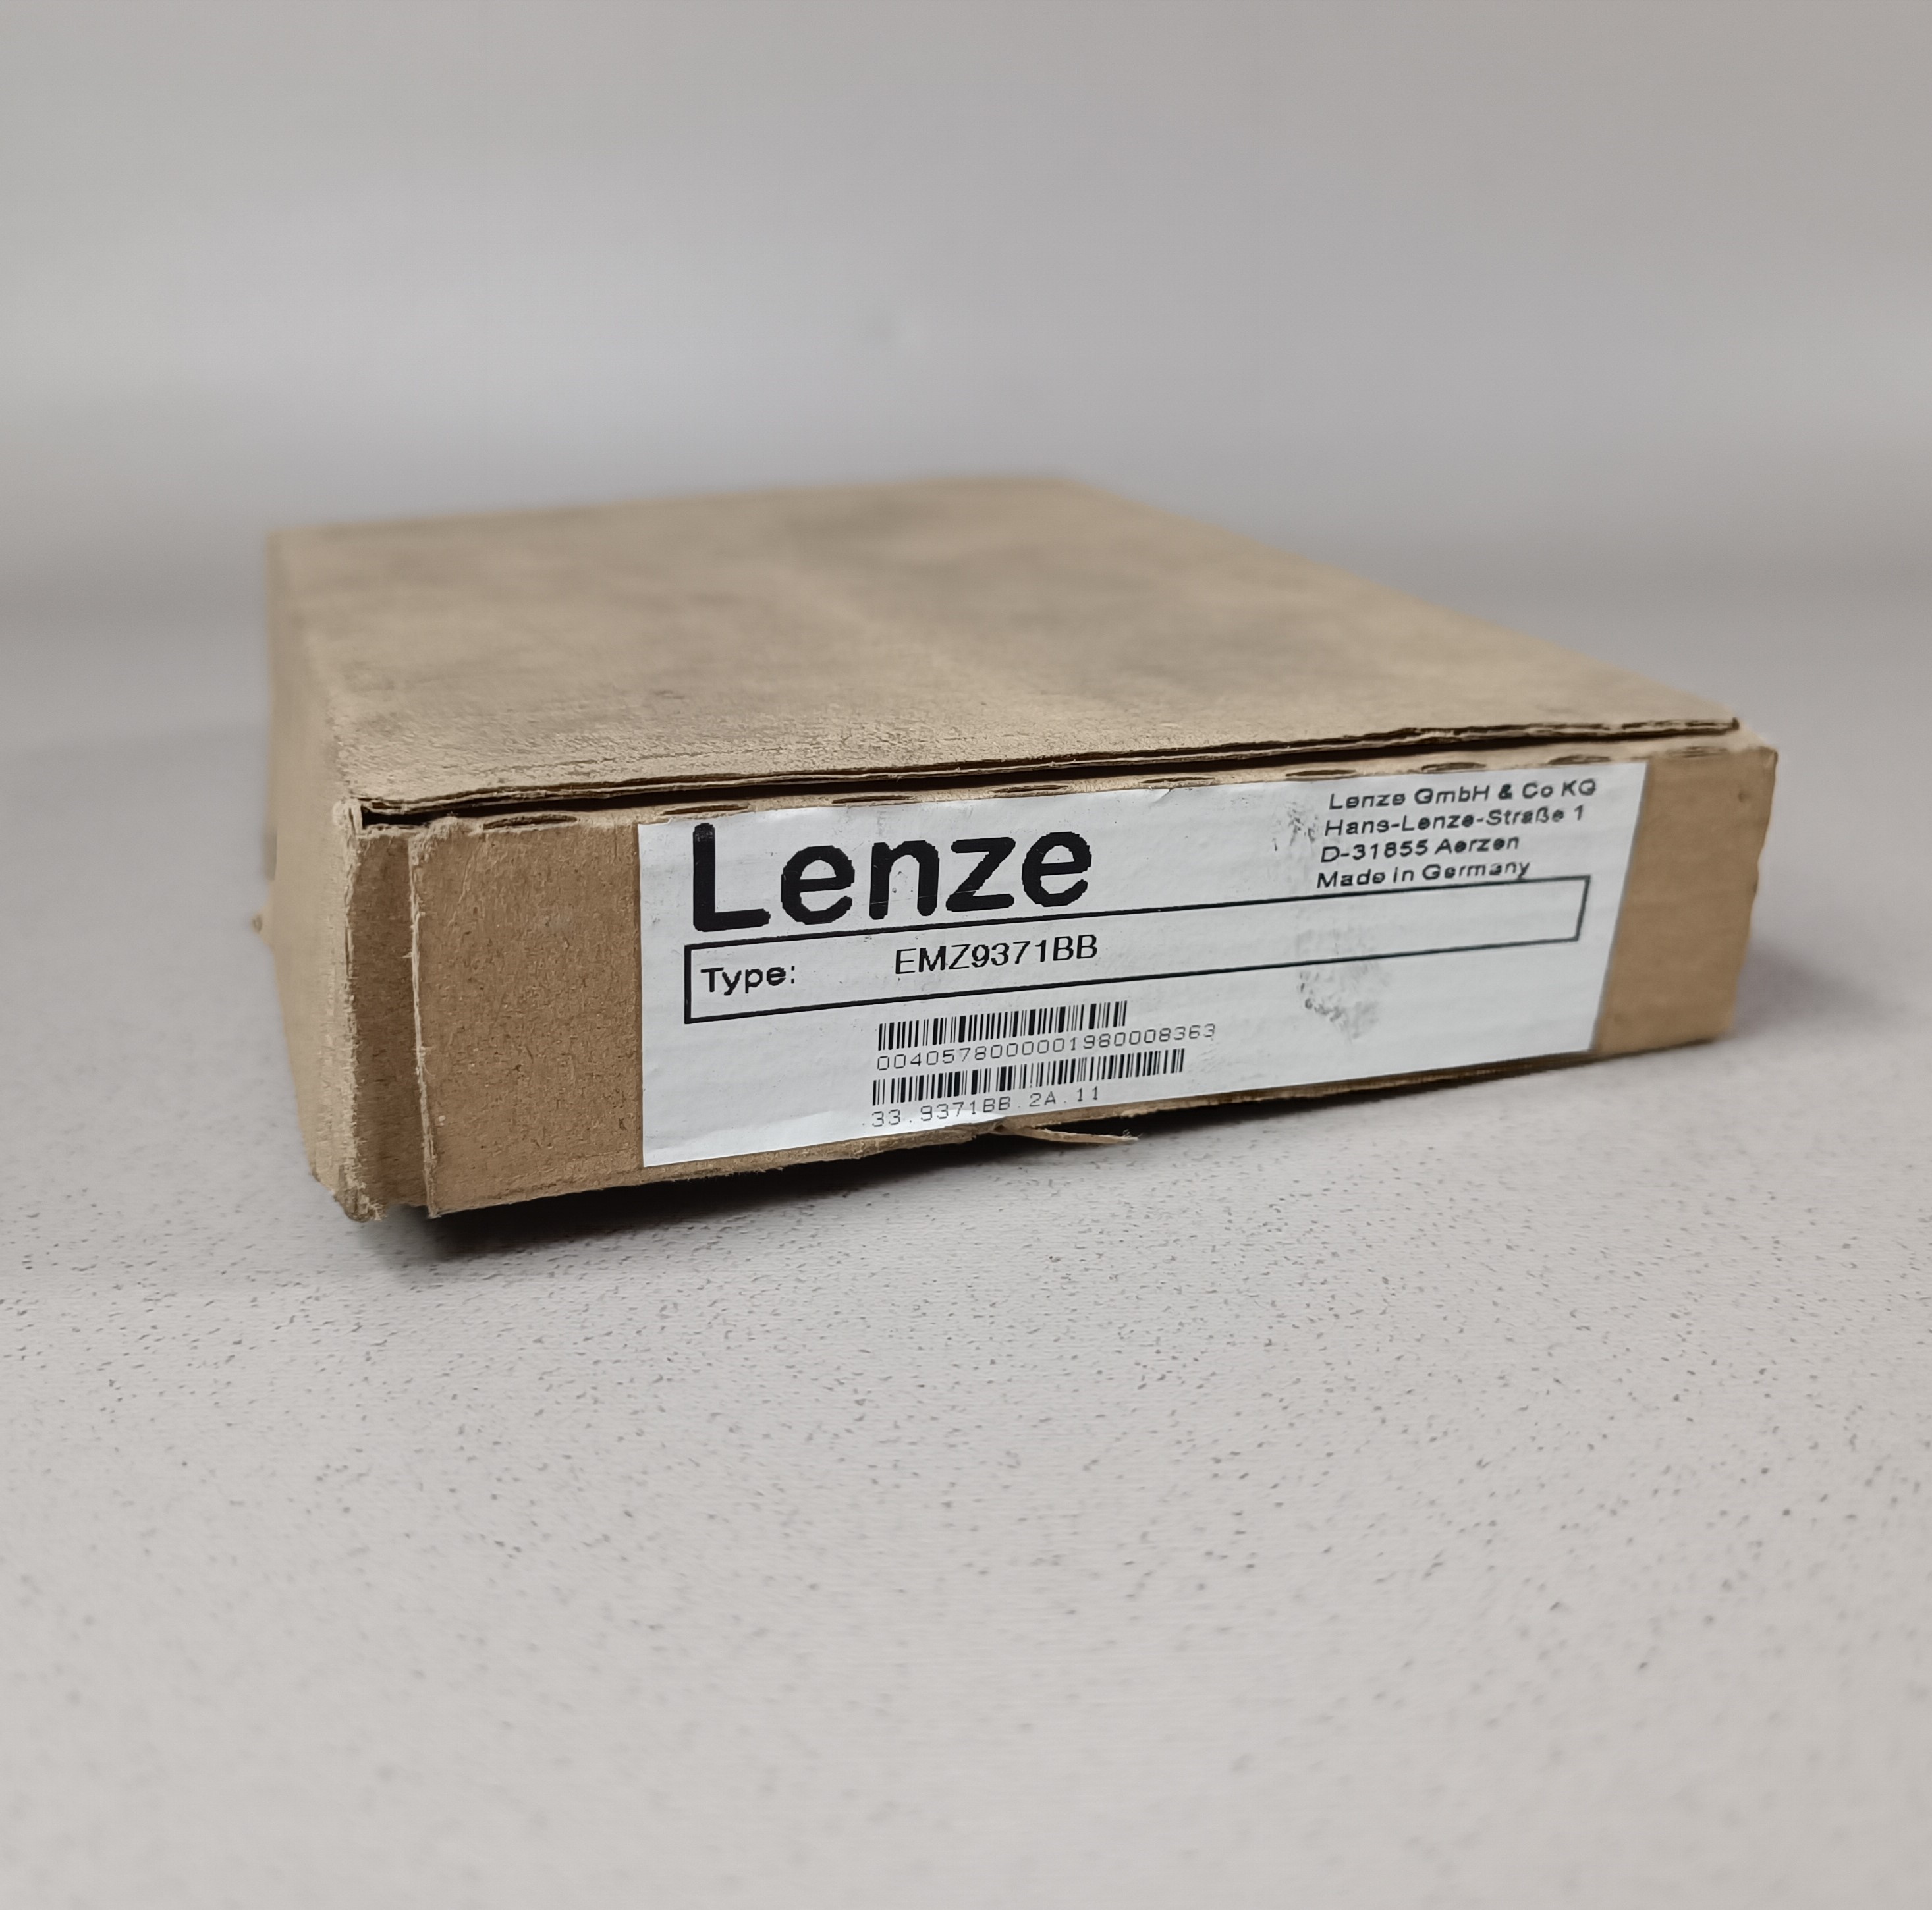 Lenze
Lenze GmbH & Co KG
Hans-Lenze-Straße 1
D-31855 Aerzen
Made in Germany
Type: EMZ9371BB
00405780000001980008363
33.9371BB.2A.11